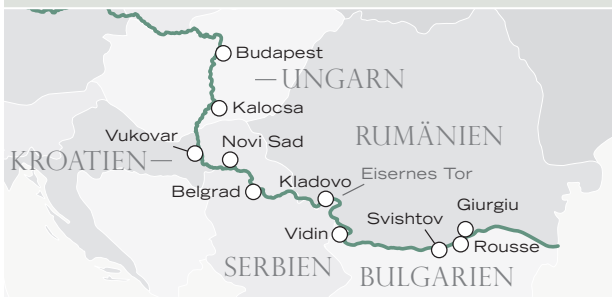 Budapest
— UNGARN
Kalocsa
Vukovar
Novi Sad
RUMÄNIEN
KROATIEN —
Belgrad
Kladovo
Eisernes Tor
Svishtov
Giurgiu
Vidin
Rousse
SERBIEN
BULGARIEN